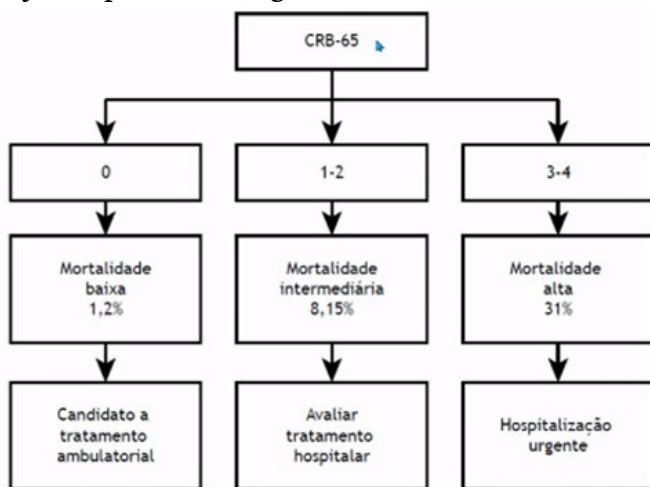 CRB-65
0
1-2
3-4
Mortalidade
baixa
1,2%
Mortalidade
intermediária
8,15%
Mortalidade
alta
31%
Candidato a
tratamento
ambulatorial
Avaliar
tratamento
hospitalar
Hospitalização
urgente